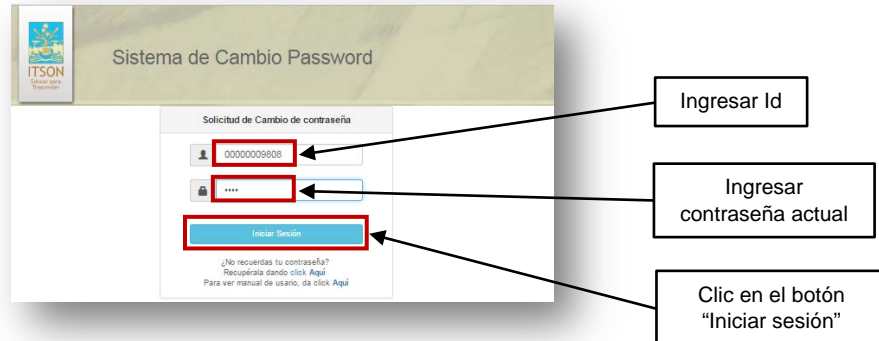 ITSON
Educar para
Trascender
Sistema de Cambio Password
Solicitud de Cambio de contraseña
00000009808
••••
Iniciar Sesión
¿No recuerdas tu contraseña?
Recupérala dando click Aquí
Para ver manual de usario, da click Aquí
Ingresar Id
Ingresar
contraseña actual
Clic en el botón
“Iniciar sesión”